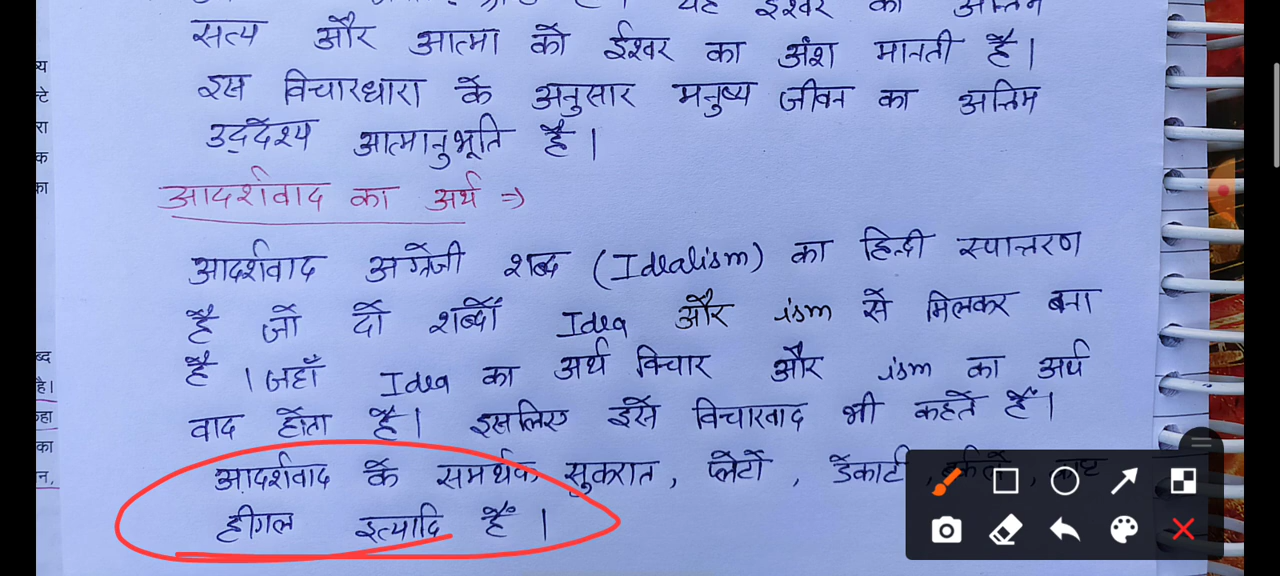 सत्य और आत्मा को ईश्वर का अंश मानती है।
इस विचारधारा के अनुसार मनुष्य जीवन का अन्तिम
उद्देश्य आत्मानुभूति है।
आदर्शवाद का अर्थ =>
आदर्शवाद अंग्रेजी शब्द (Idealism) का हिन्दी रुपान्तरण
है जो दो शब्दों Idea और ism से मिलकर बना
है । जहाँ Idea का अर्थ विचार और ism का अर्थ
वाद होता है। इसलिए इसे विचारवाद भी कहते हैं।
आदर्शवाद के समर्थक सुकरात, प्लेटो, डेकार्ट,
हीगल इत्यादि हैं ।
य
टे
रा
क
का
ब्द
है।
हा
का
न,